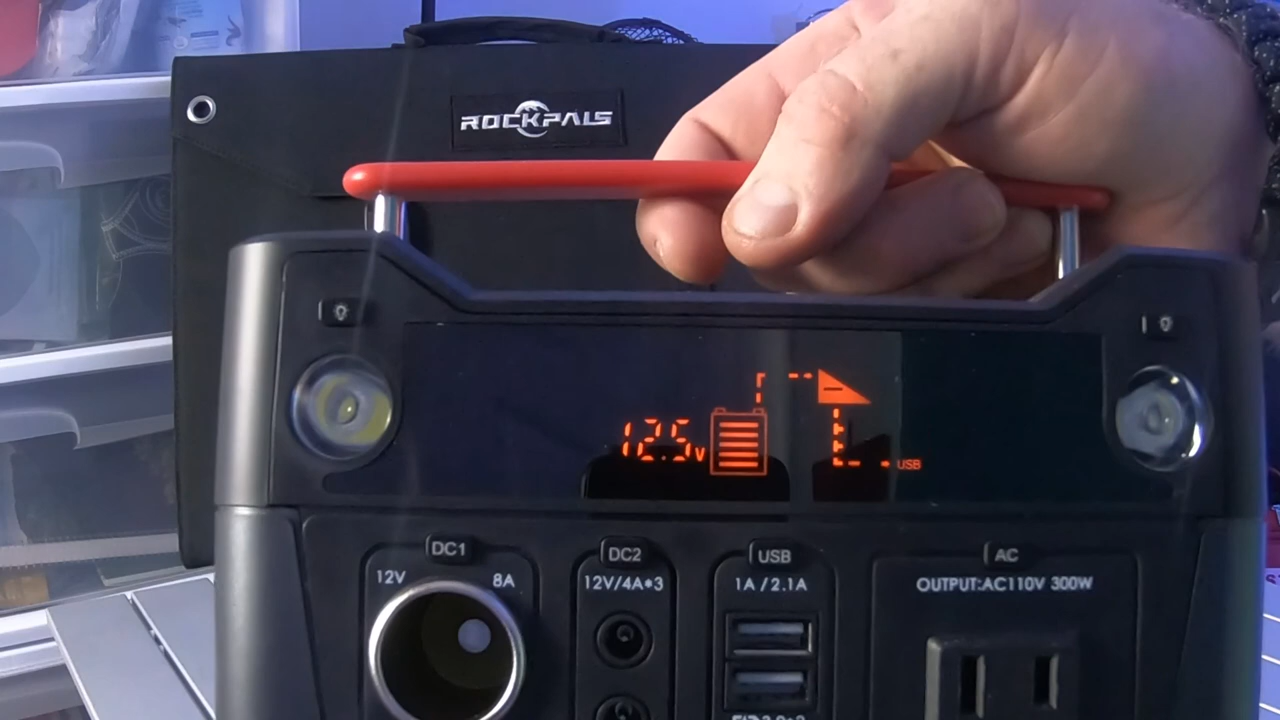 ROCKPALS
12.5V
USB
DC1
DC2
USB
AC
12V
8A
12V/4A*3
1A /2.1A
OUTPUT:AC110V 300W